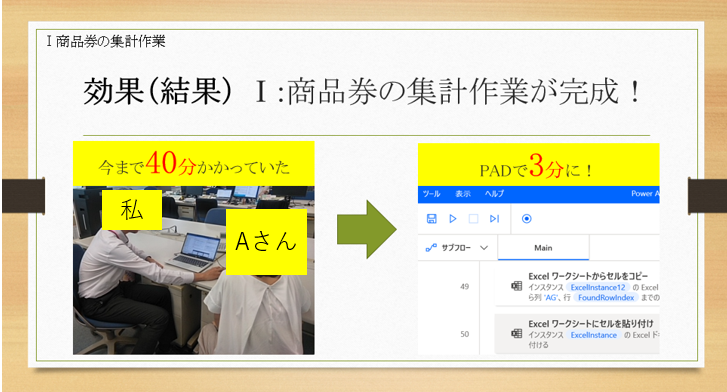 Ⅰ商品券の集計作業
効果（結果） Ⅰ:商品券の集計作業が完成！
今まで40分かかっていた
私
Aさん
PADで3分に！
ツール 表示 ヘルプ Power A
サブフロー Main
49 Excel ワークシートからセルをコピー
インスタンス ExcelInstance12 の Excel
ら列 'AG'、行 FoundRowIndex までの
50 Excel ワークシートにセルを貼り付け
インスタンス ExcelInstance の Excel ド
付ける